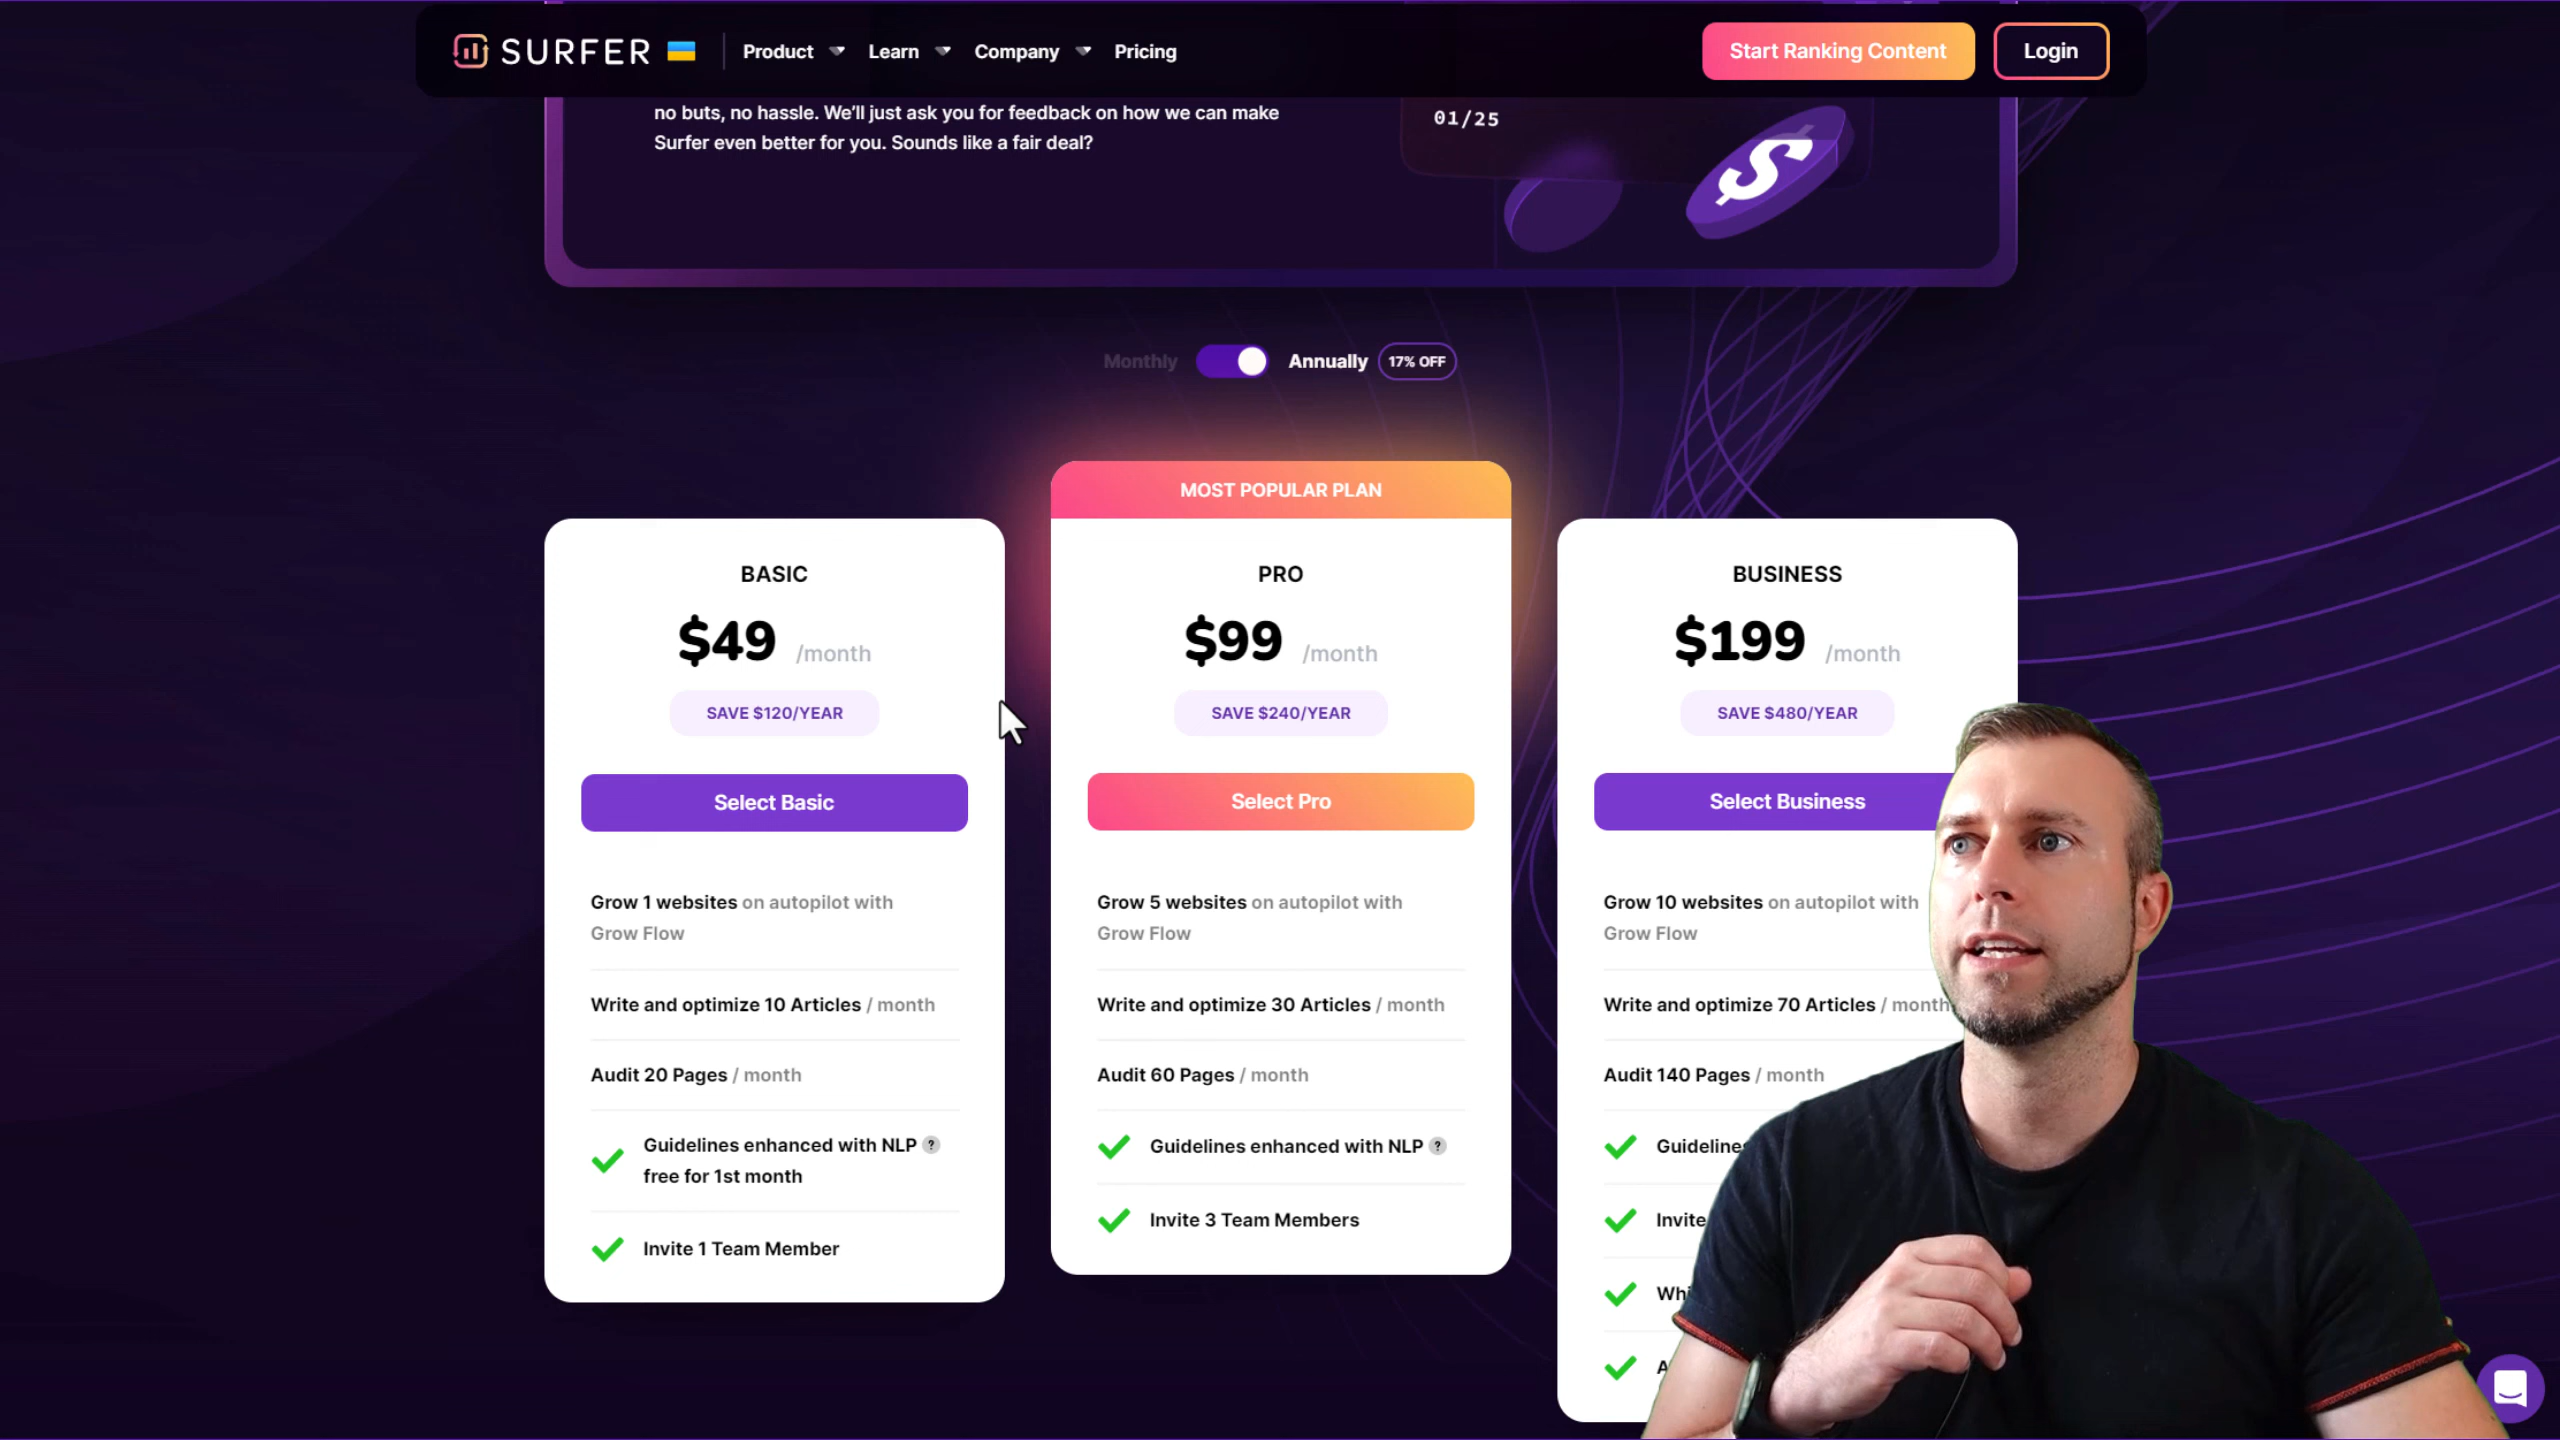 SURFER
Product
Learn
Company
Pricing
Start Ranking Content
Login
no buts, no hassle. We'll just ask you for feedback on how we can make
Surfer even better for you. Sounds like a fair deal?
01/25
$
Monthly
Annually
17% OFF
MOST POPULAR PLAN
BASIC
$49 /month
SAVE $120/YEAR
Select Basic
Grow 1 websites on autopilot with
Grow Flow
Write and optimize 10 Articles / month
Audit 20 Pages / month
Guidelines enhanced with NLP ?
free for 1st month
Invite 1 Team Member
PRO
$99 /month
SAVE $240/YEAR
Select Pro
Grow 5 websites on autopilot with
Grow Flow
Write and optimize 30 Articles / month
Audit 60 Pages / month
Guidelines enhanced with NLP ?
Invite 3 Team Members
BUSINESS
$199 /month
SAVE $480/YEAR
Select Business
Grow 10 websites on autopilot with
Grow Flow
Write and optimize 70 Articles / month
Audit 140 Pages / month
Guidelines
Invite